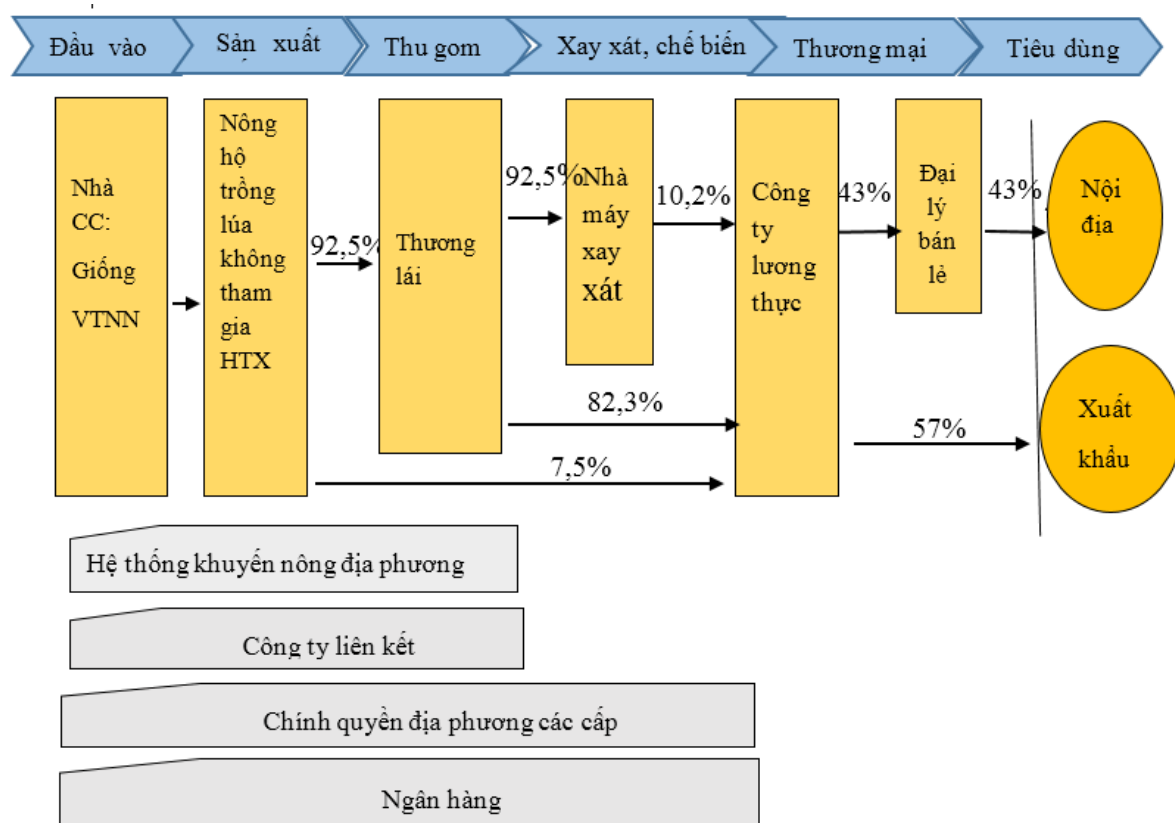 Đầu vào
Sản xuất
Thu gom
Xay xát, chế biến
Thương mại
Tiêu dùng
Nhà
CC:
Giống
VTNN
Nông
hộ
trồng
lúa
không
tham
gia
HTX
92,5%
Thương
lái
92,5%
Nhà
máy
xay
xát
10,2%
Công
ty
lương
thực
43%
Đại
lý
bán
lẻ
43%
Nội
địa
82,3%
7,5%
57%
Xuất
khẩu
Hệ thống khuyến nông địa phương
Công ty liên kết
Chính quyền địa phương các cấp
Ngân hàng